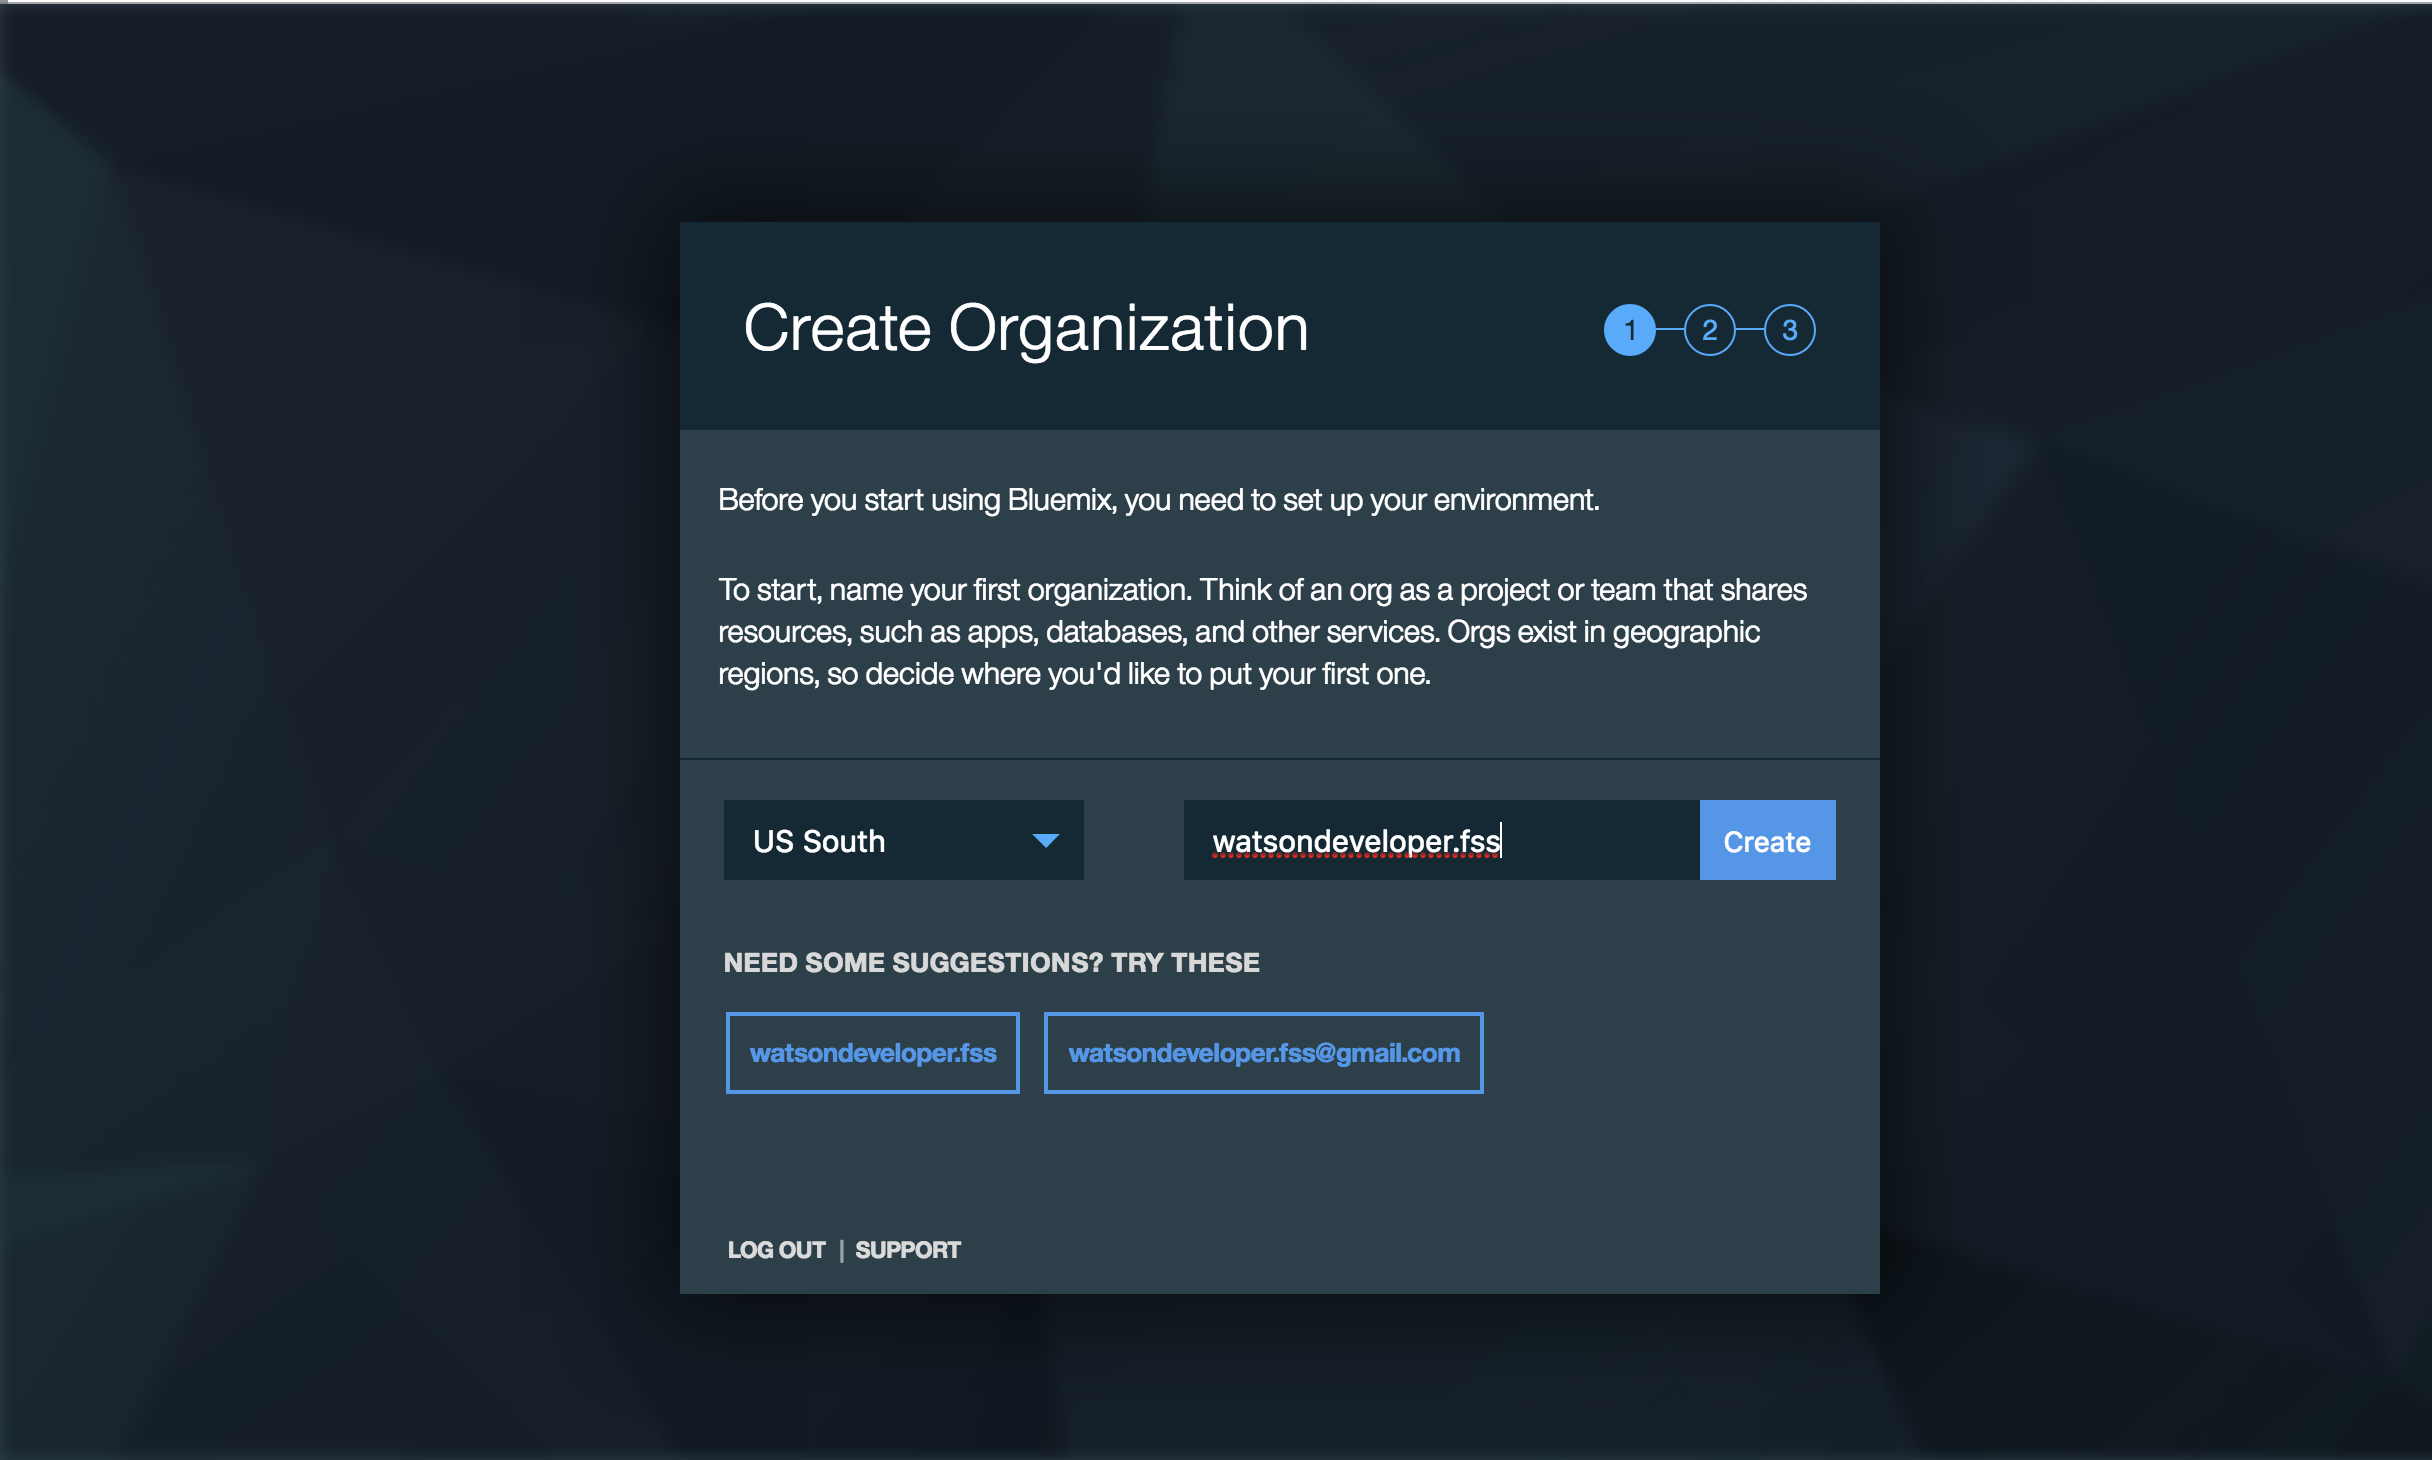 Create Organization
1 2 3
Before you start using Bluemix, you need to set up your environment.
To start, name your first organization. Think of an org as a project or team that shares
resources, such as apps, databases, and other services. Orgs exist in geographic
regions, so decide where you'd like to put your first one.
US South
watsondeveloper.fss
Create
NEED SOME SUGGESTIONS? TRY THESE
watsondeveloper.fss
watsondeveloper.fss@gmail.com
LOG OUT | SUPPORT